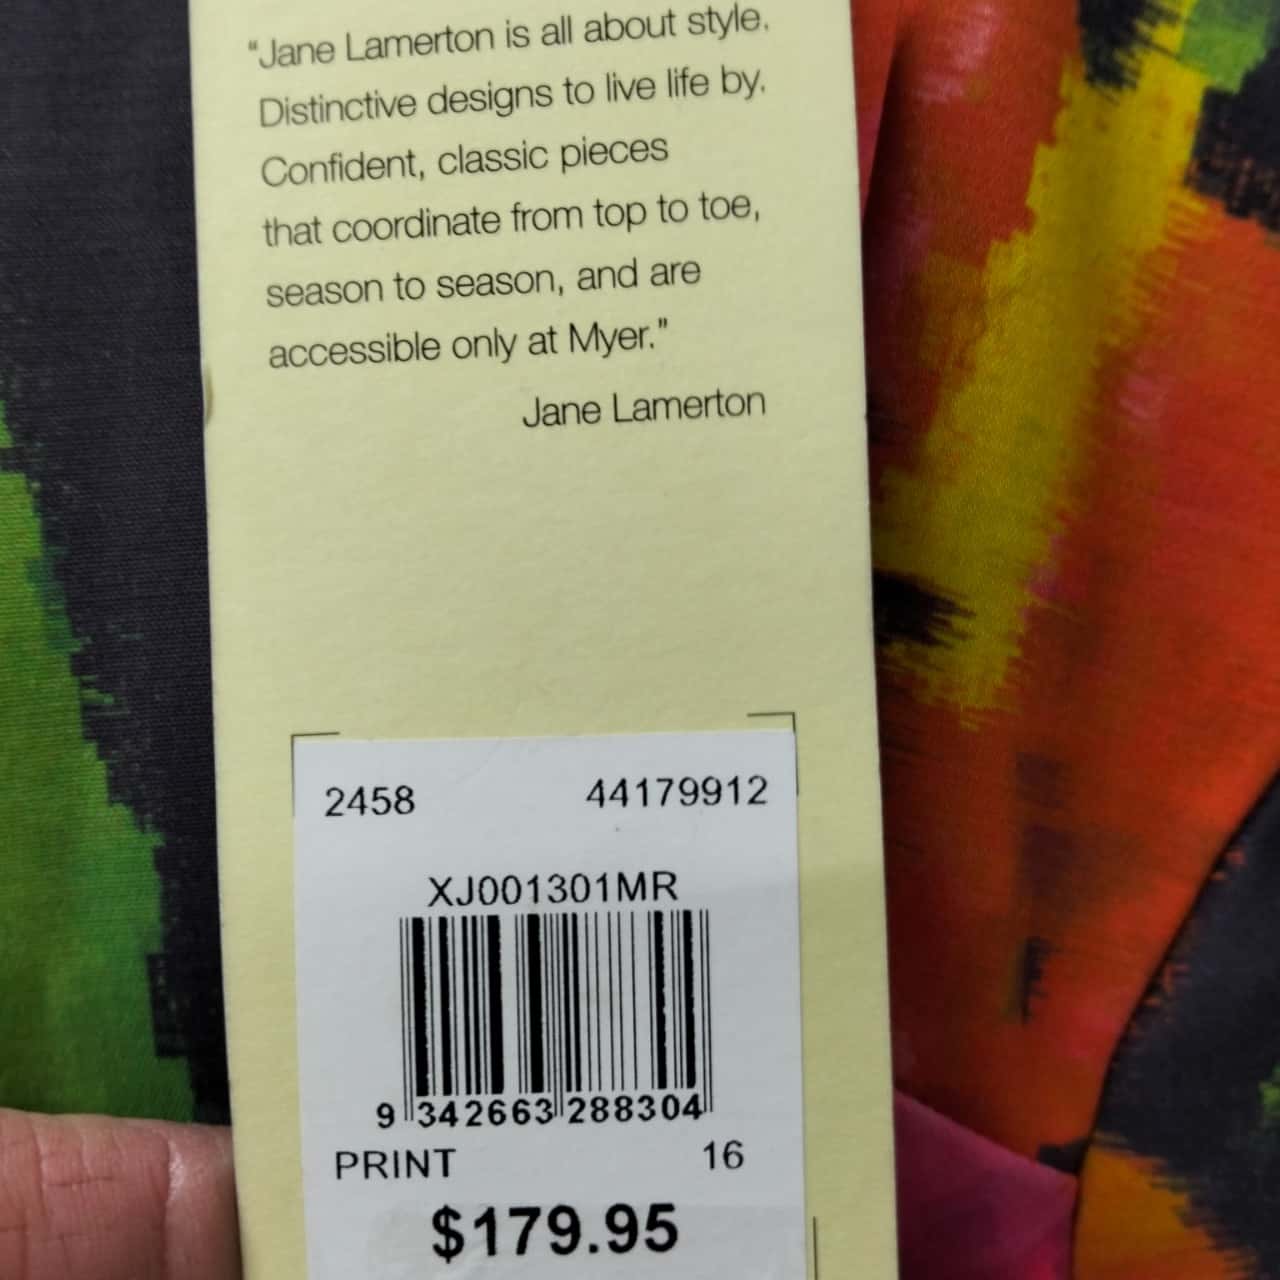 "Jane Lamerton is all about style.
Distinctive designs to live life by.
Confident, classic pieces
that coordinate from top to toe,
season to season, and are
accessible only at Myer."
Jane Lamerton
2458 44179912
XJ001301MR
9 342663 288304
PRINT 16
$179.95